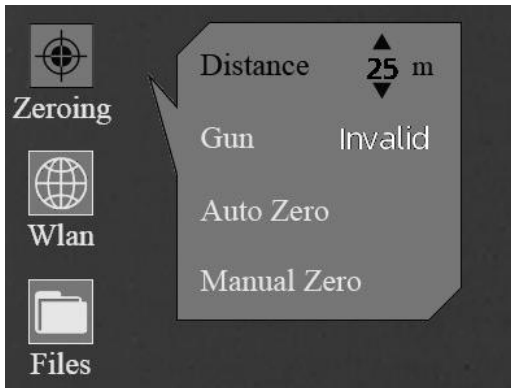 Zeroing
Wlan
Files
Distance 25 m
Gun Invalid
Auto Zero
Manual Zero